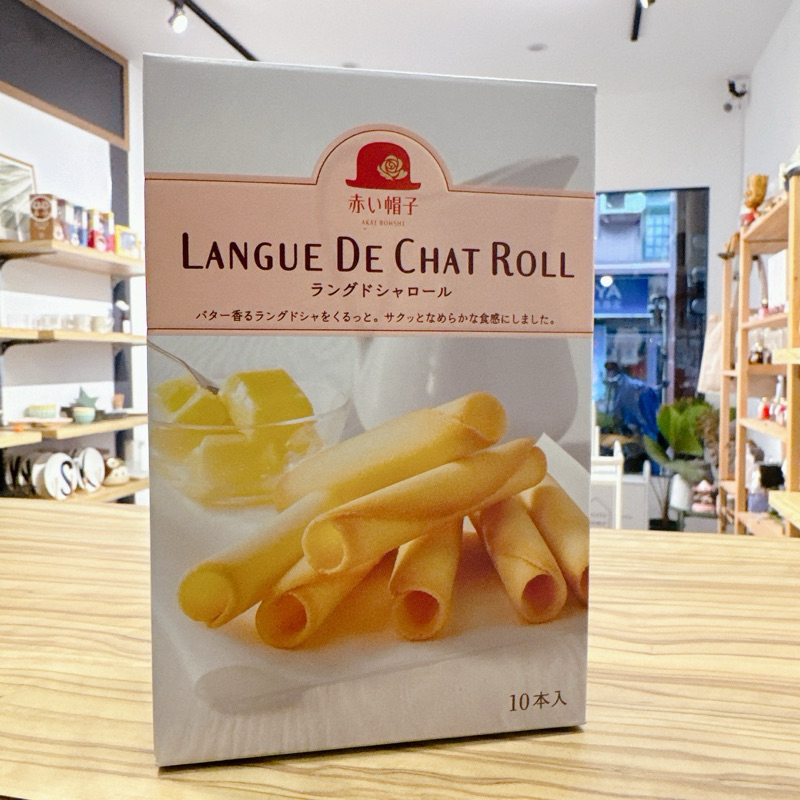 赤い帽子
AKAI BOHSHI
LANGUE DE CHAT ROLL
ラングドシャロール
バター香るラングドシャをくるっと。サクッとなめらかな食感にしました。
10本入